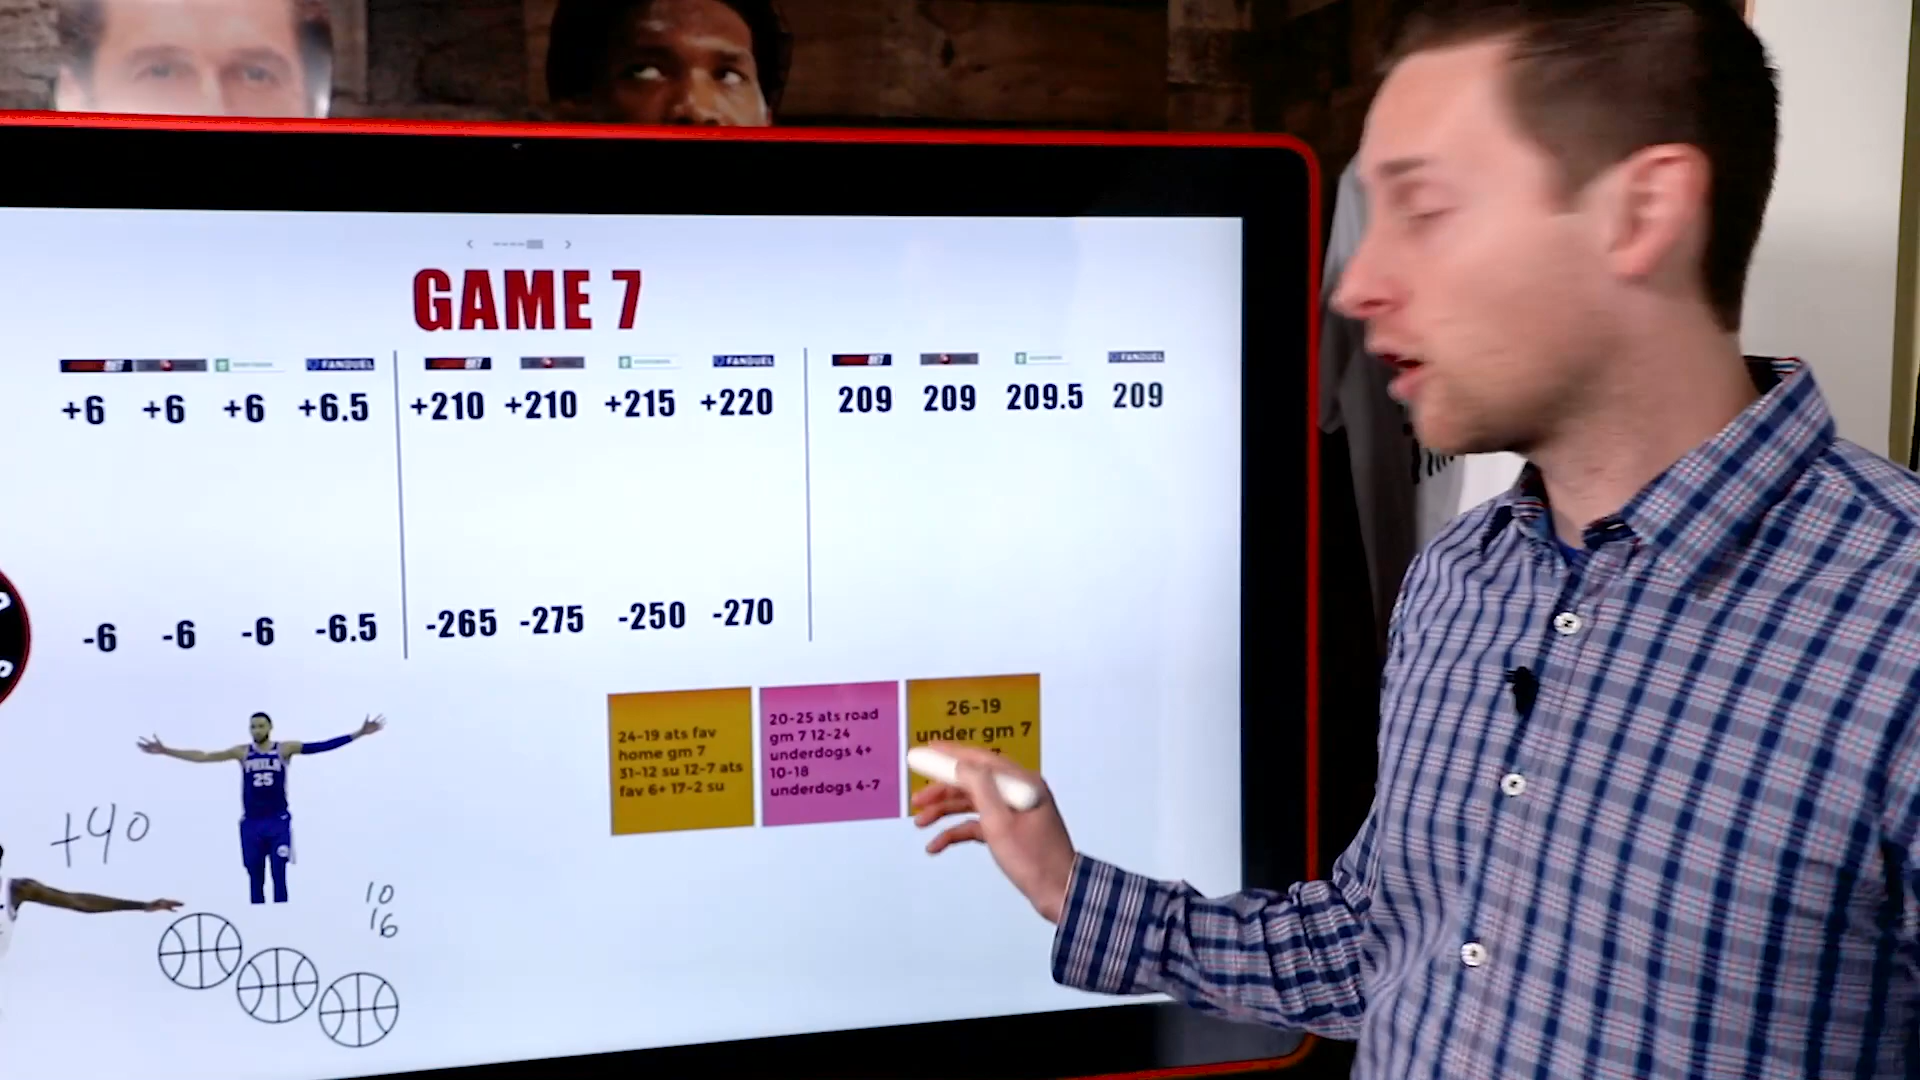 GAME 7
FANDUEL
FANDUEL
FANDUEL
+6 +6 +6 +6.5
+210 +210 +215 +220
209 209 209.5 209
-6 -6 -6 -6.5
-265 -275 -250 -270
24-19 ats fav
home gm 7
31-12 su 12-7 ats
fav 6+ 17-2 su
20-25 ats road
gm 7 12-24
underdogs 4+
10-18
underdogs 4-7
26-19
under gm 7
PHILA
25
+40
10
16